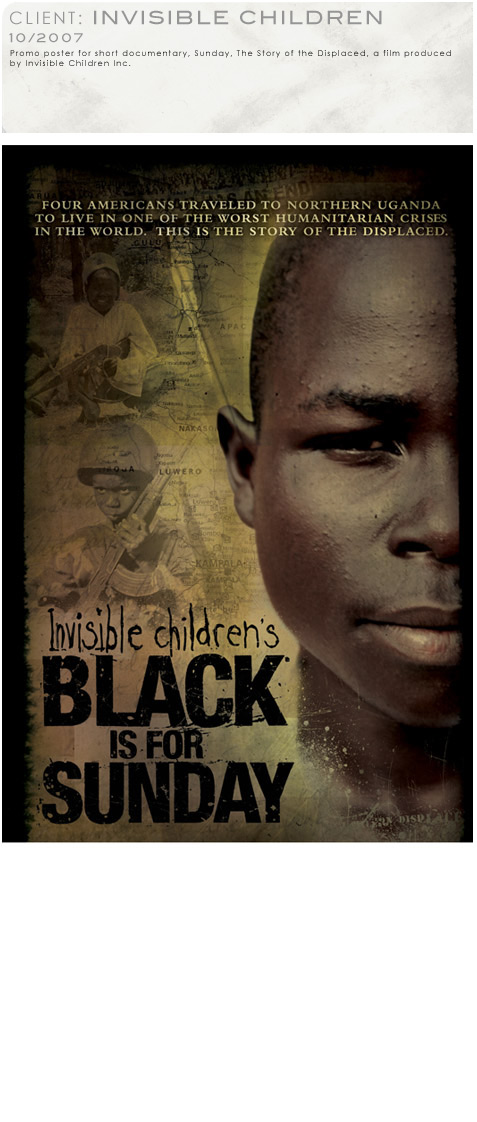 CLIENT: INVISIBLE CHILDREN
10/2007
Promo poster for short documentary, Sunday, The Story of the Displaced, a film produced
by Invisible Children Inc.
FOUR AMERICANS TRAVELED TO NORTHERN UGANDA
TO LIVE IN ONE OF THE WORST HUMANITARIAN CRISES
IN THE WORLD. THIS IS THE STORY OF THE DISPLACED.
GULU
APAC
LUWERO
KAMPALA
Invisible children's
BLACK
IS FOR
SUNDAY